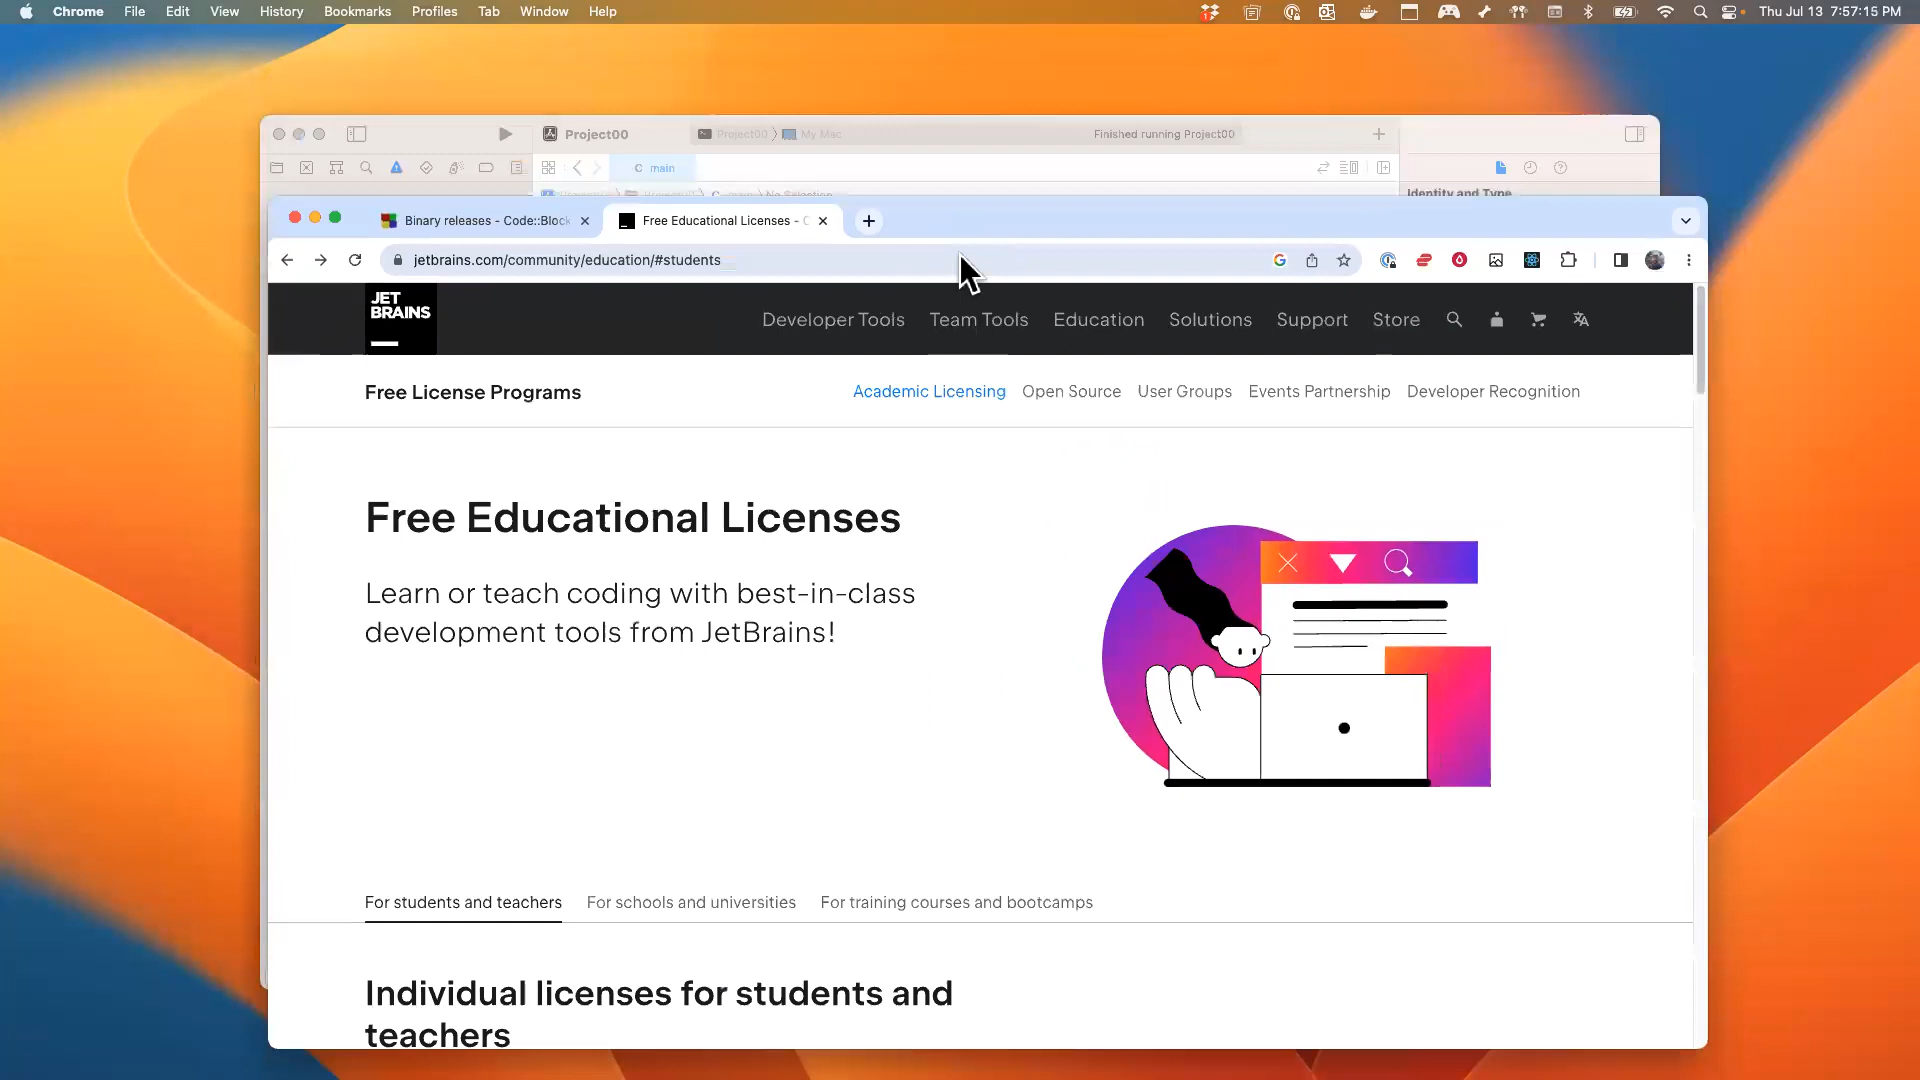 Chrome File Edit View History Bookmarks Profiles Tab Window Help Thu Jul 13 7:57:15 PM
Project00 Project00 My Mac Finished running Project00
C main
Identity and Type
Binary releases - Code::Block Free Educational Licenses - C
jetbrains.com/community/education/#students
JET
BRAINS
Developer Tools Team Tools Education Solutions Support Store
Free License Programs Academic Licensing Open Source User Groups Events Partnership Developer Recognition
Free Educational Licenses
Learn or teach coding with best-in-class
development tools from JetBrains!
For students and teachers For schools and universities For training courses and bootcamps
Individual licenses for students and
teachers